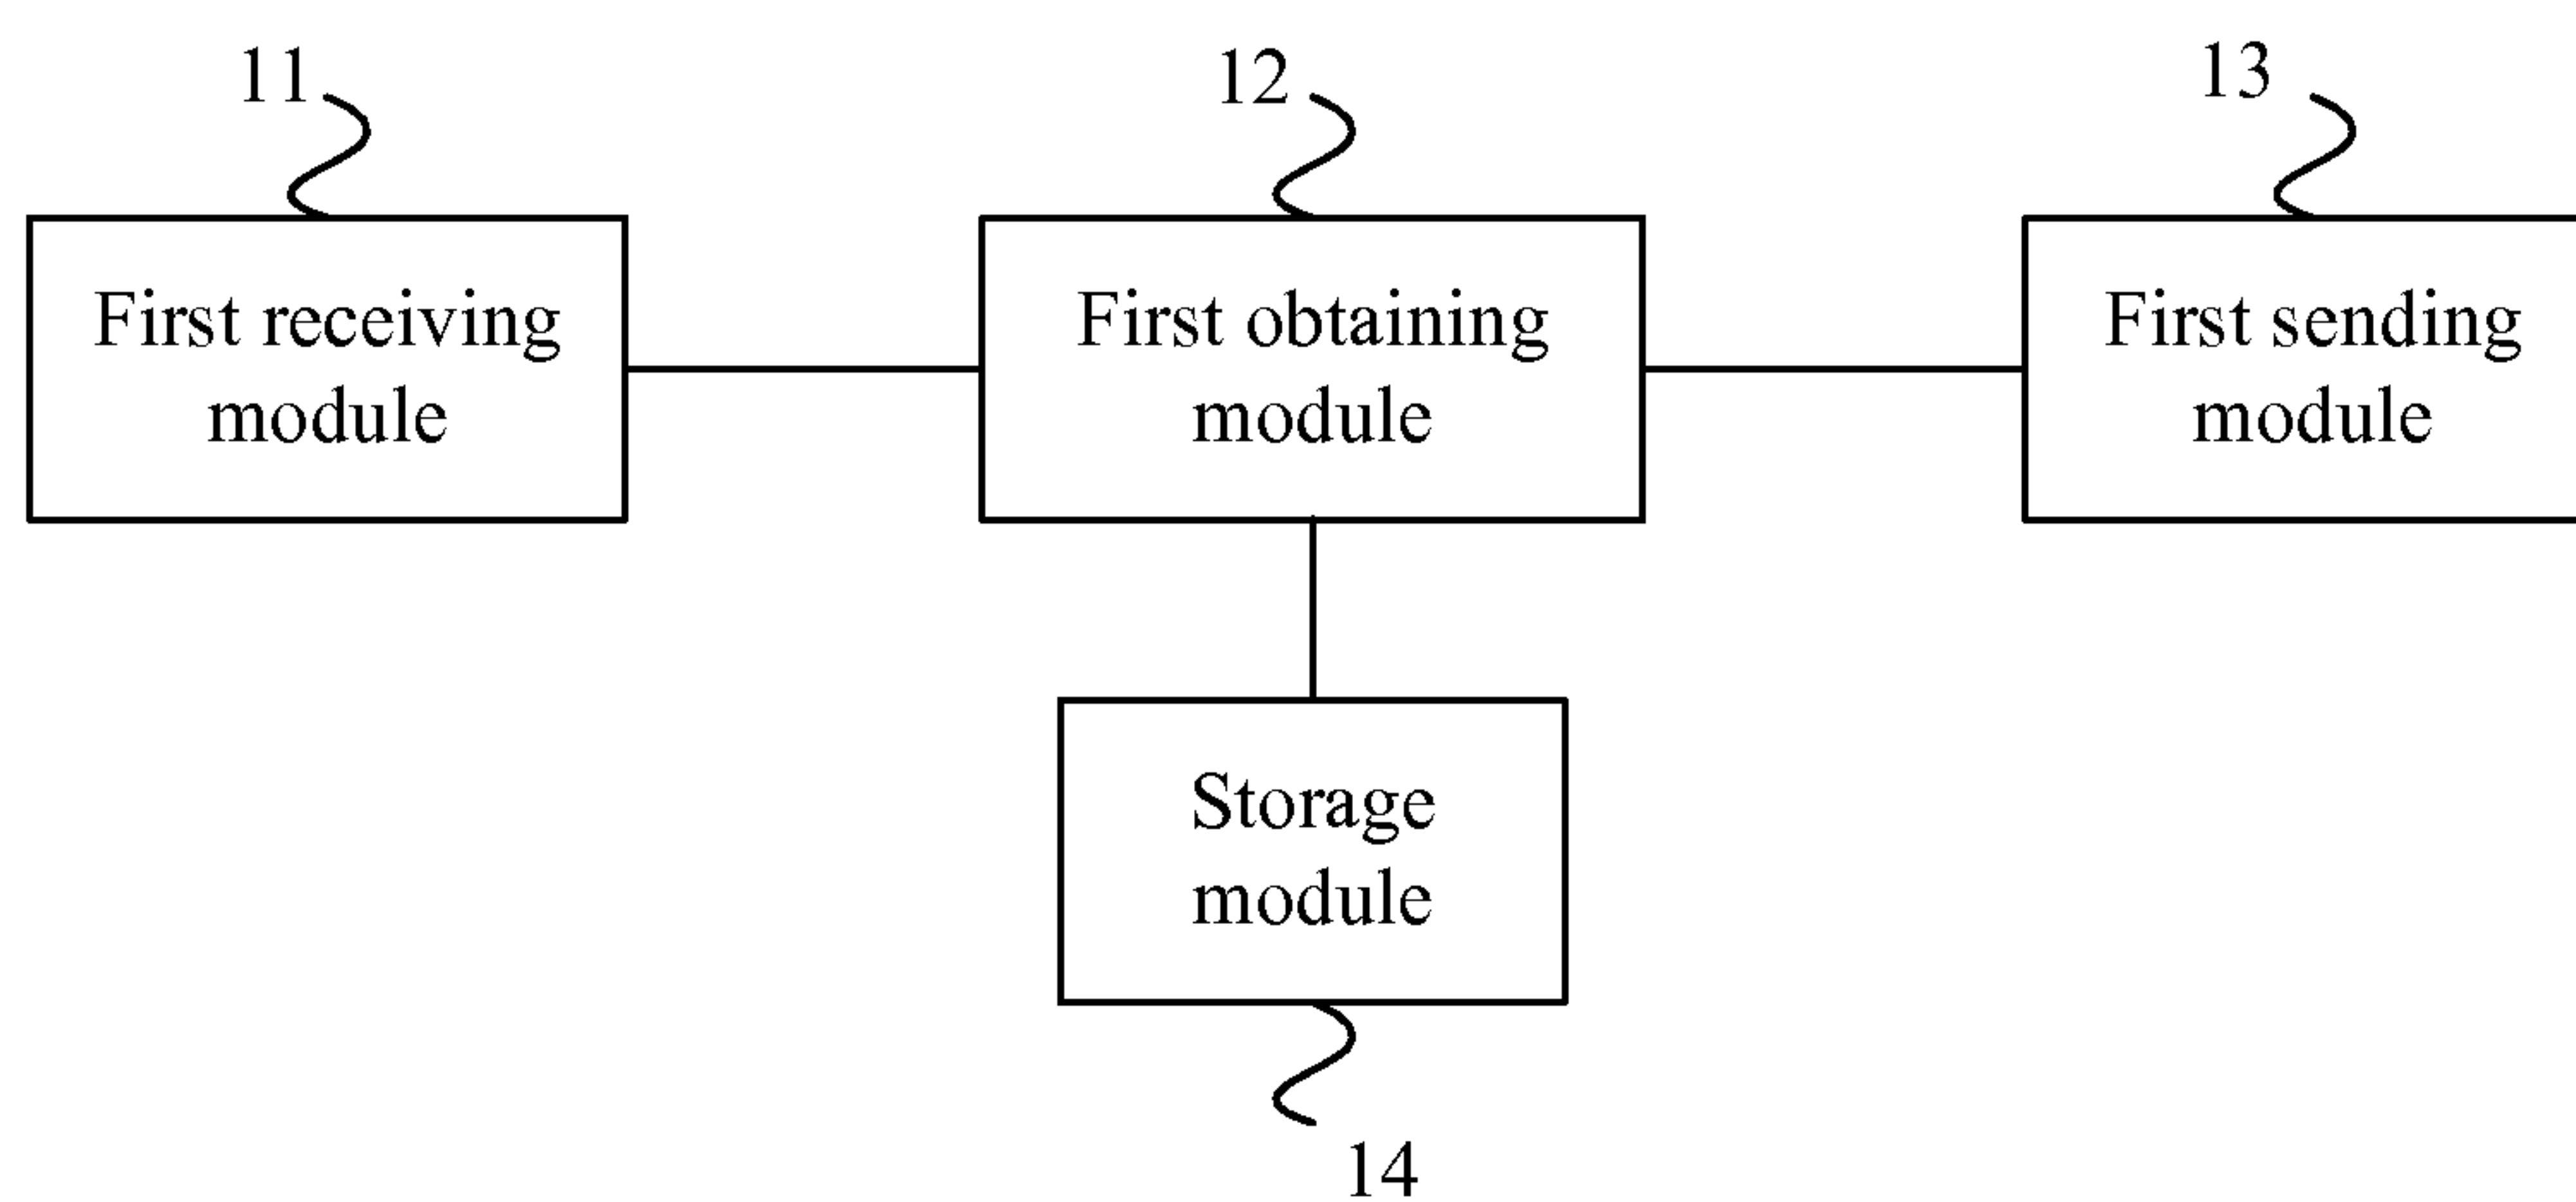 11
12
13
First receiving
module
First obtaining
module
First sending
module
Storage
module
14